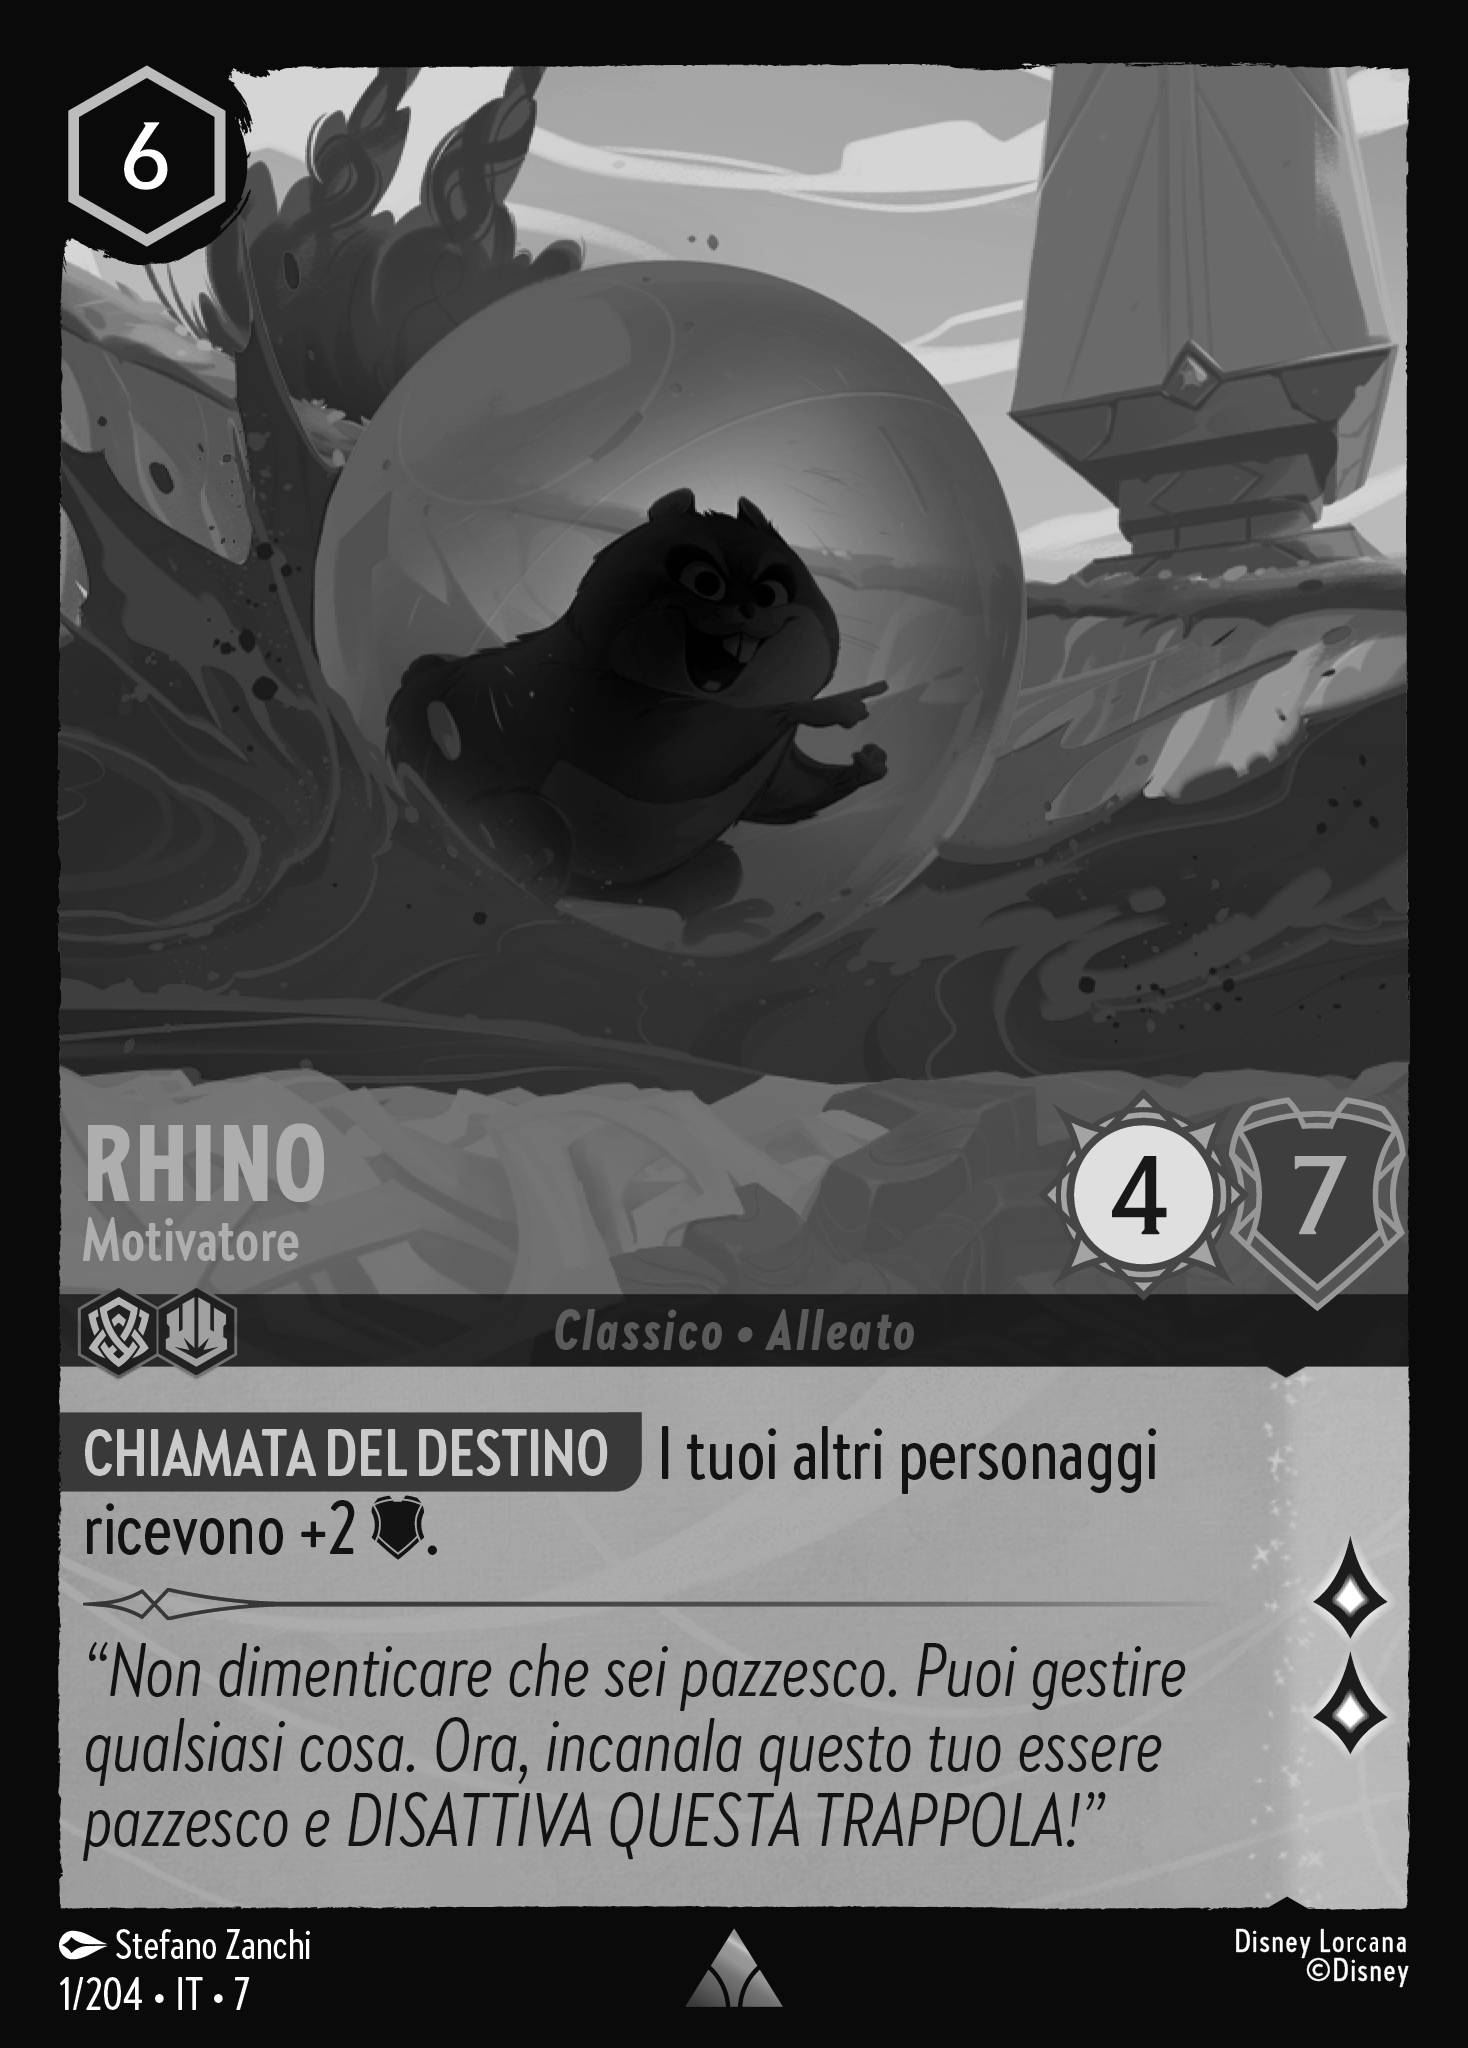 6
RHINO
Motivatore
4 7
Classico • Alleato
CHIAMATA DEL DESTINO I tuoi altri personaggi
ricevono +2 .
“Non dimenticare che sei pazzesco. Puoi gestire
qualsiasi cosa. Ora, incanala questo tuo essere
pazzesco e DISATTIVA QUESTA TRAPPOLA!”
Stefano Zanchi
1/204 • IT • 7
Disney Lorcana
©Disney